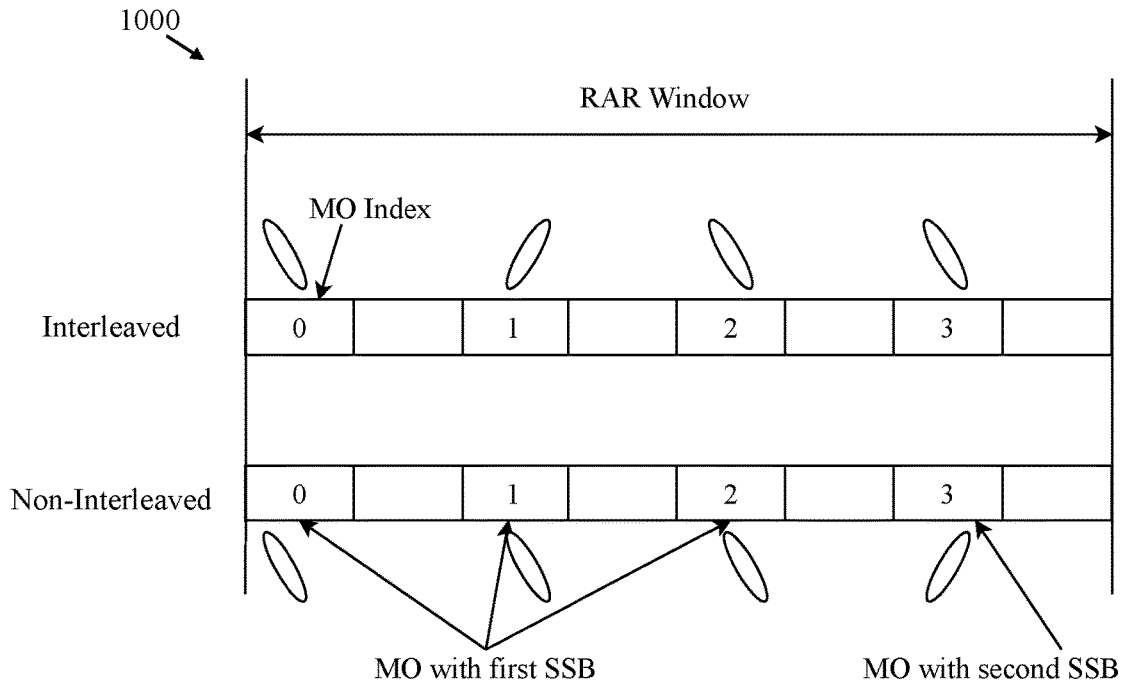 1000
RAR Window
MO Index
Interleaved
0 1 2 3
Non-Interleaved
0 1 2 3
MO with first SSB
MO with second SSB